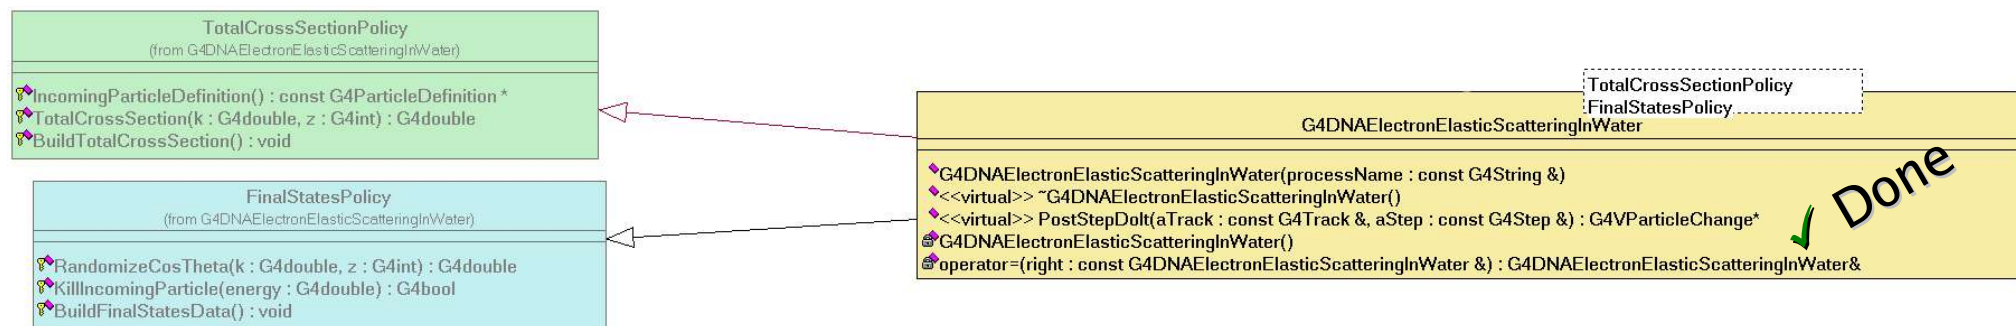 TotalCrossSectionPolicy
(from G4DNAElectronElasticScatteringInWater)
IncomingParticleDefinition() : const G4ParticleDefinition *
TotalCrossSection(k : G4double, z : G4int) : G4double
BuildTotalCrossSection() : void
FinalStatesPolicy
(from G4DNAElectronElasticScatteringInWater)
RandomizeCosTheta(k : G4double, z : G4int) : G4double
KillIncomingParticle(energy : G4double) : G4bool
BuildFinalStatesData() : void
TotalCrossSectionPolicy
FinalStatesPolicy
G4DNAElectronElasticScatteringInWater
G4DNAElectronElasticScatteringInWater(processName : const G4String &)
<<virtual>> ~G4DNAElectronElasticScatteringInWater()
<<virtual>> PostStepDoIt(aTrack : const G4Track &, aStep : const G4Step &) : G4VParticleChange*
G4DNAElectronElasticScatteringInWater()
operator=(right : const G4DNAElectronElasticScatteringInWater &) : G4DNAElectronElasticScatteringInWater&
✓ Done